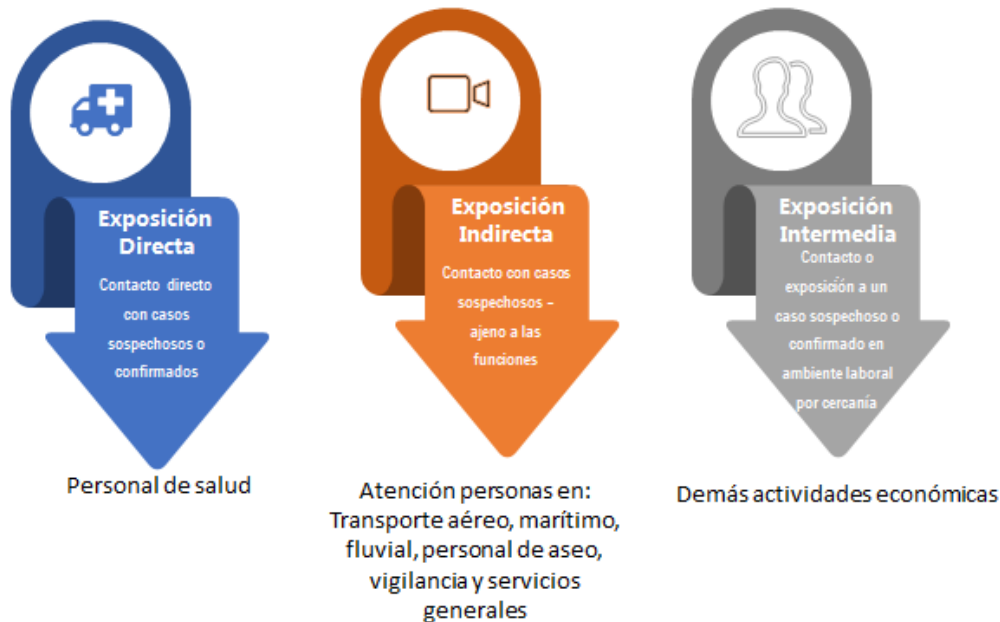 Exposición
Directa
Contacto directo
con casos
sospechosos o
confirmados
Personal de salud
Exposición
Indirecta
Contacto con casos
sospechosos –
ajeno a las
funciones
Atención personas en:
Transporte aéreo, marítimo,
fluvial, personal de aseo,
vigilancia y servicios
generales
Exposición
Intermedia
Contacto o
exposición a un
caso sospechoso o
confirmado en
ambiente laboral
por cercanía
Demás actividades económicas